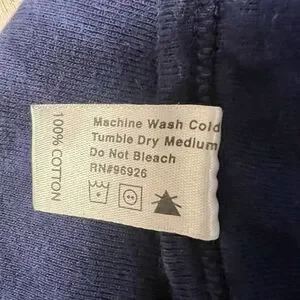 100% COTTON
Machine Wash Cold
Tumble Dry Medium
Do Not Bleach
RN#96926